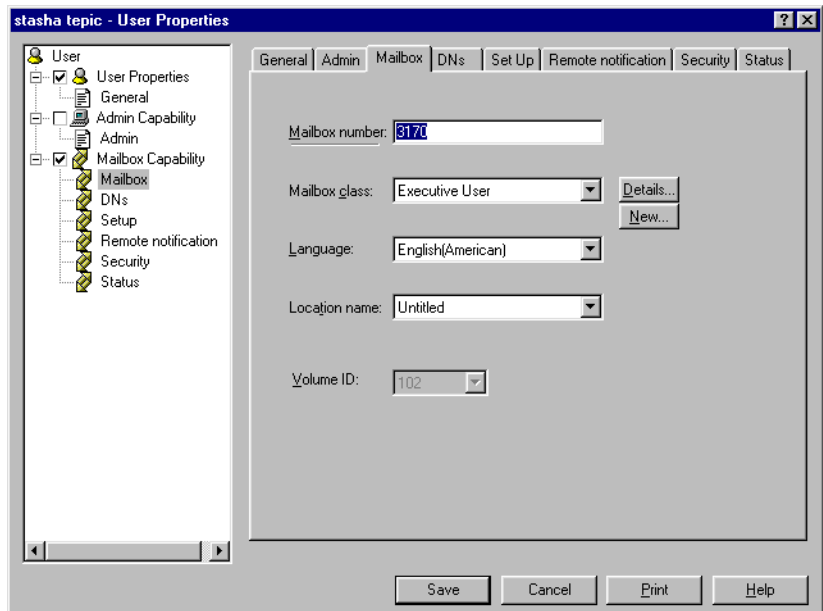 stasha tepic - User Properties
User
User Properties
General
Admin Capability
Admin
Mailbox Capability
Mailbox
DNs
Setup
Remote notification
Security
Status
General Admin Mailbox DNs Set Up Remote notification Security Status
Mailbox number: 3170
Mailbox class: Executive User Details...
New...
Language: English(American)
Location name: Untitled
Volume ID: 102
Save Cancel Print Help